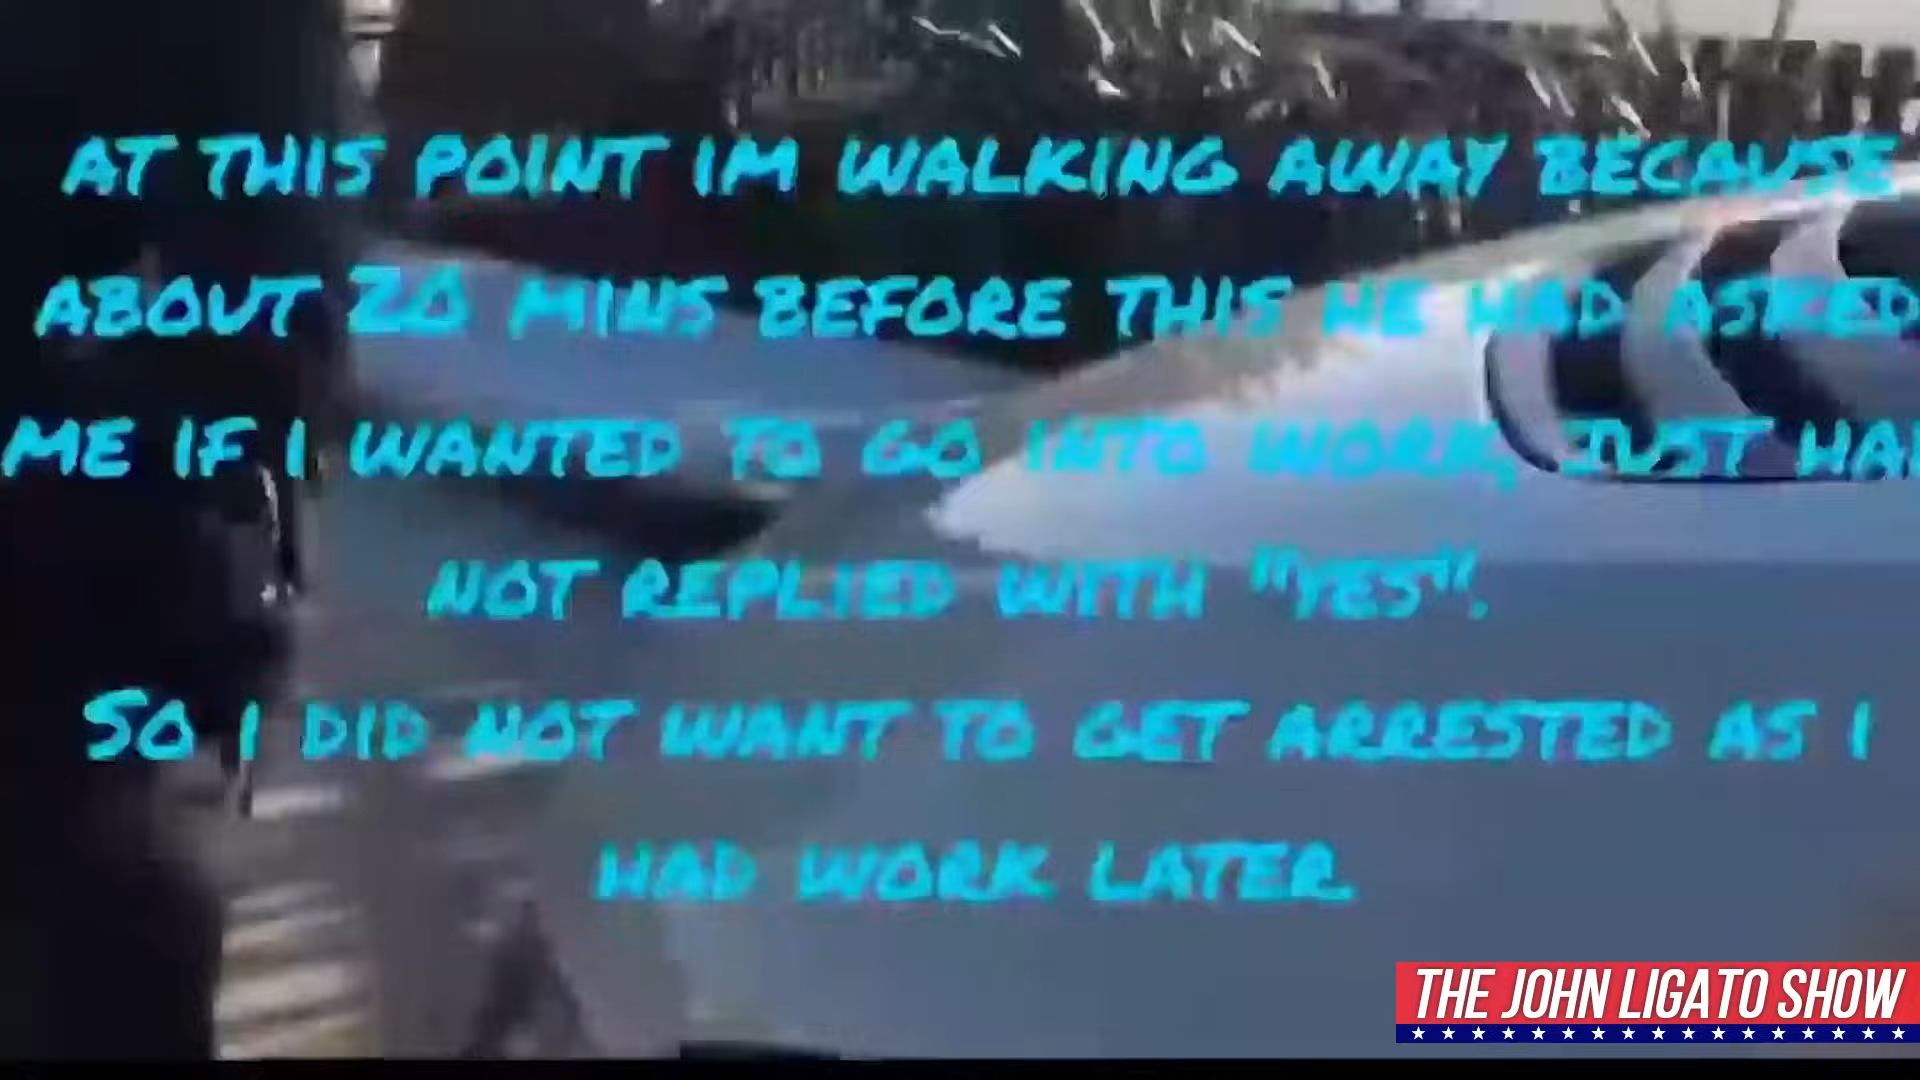 AT THIS POINT IM WALKING AWAY BECAUSE
ABOUT 20 MINS BEFORE THIS HE HAD ASKED
ME IF I WANTED TO GO INTO WORK, JUST HAD
NOT REPLIED WITH "YES".
SO I DID NOT WANT TO GET ARRESTED AS I
HAD WORK LATER
THE JOHN LIGATO SHOW